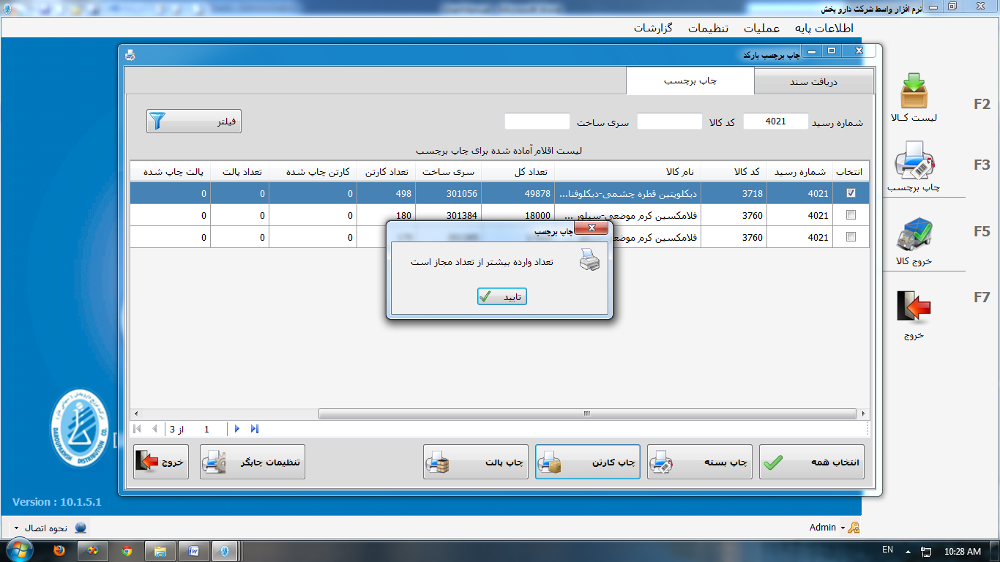 نرم افزار واسط شرکت دارو پخش
اطلاعات پایه عملیات تنظیمات گزارشات
چاپ برچسب بارکد
دریافت سند چاپ برچسب
شماره رسید 4021 کد کالا سری ساخت فیلتر
لیست اقلام آماده شده برای چاپ برچسب
انتخاب شماره رسید کد کالا نام کالا تعداد کل سری ساخت تعداد کارتن کارتن چاپ شده تعداد پالت پالت چاپ شده
4021 3718 دیکلوپتین قطره چشمی-دیکلوفنا... 49878 301056 498 0 0 0
4021 3760 فلامکسین کرم موضعی-سیلور ... 18000 301384 180 0 0 0
4021 3760 فلامکسین کرم موضعی 0 0 0
چاپ برچسب
تعداد وارده بیشتر از تعداد مجاز است
تایید
1 از 3
انتخاب همه چاپ بسته چاپ کارتن چاپ پالت تنظیمات چاپگر خروج
F2
لیست کـالا
F3
چاپ برچسب
F5
خروج کالا
F7
خروج
DAROUPAKHSH DISTRIBUTION CO.
Version : 10.1.5.1
Admin
نحوه اتصال
EN
10:28 AM